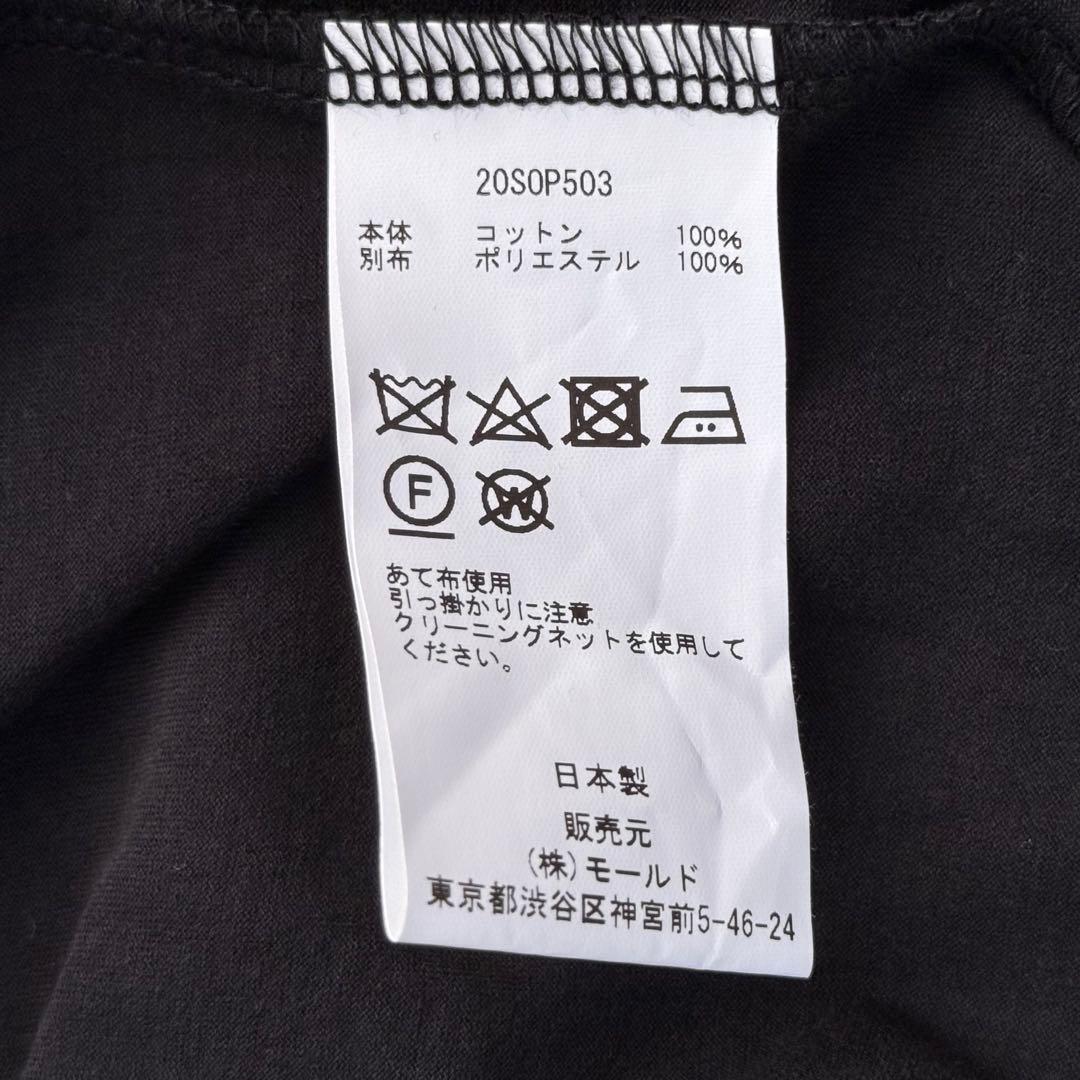 20SOP503
本体 コットン 100%
別布 ポリエステル 100%
F
W
あて布使用
引っ掛かりに注意
クリーニングネットを使用して
ください。
日本製
販売元
(株)モールド
東京都渋谷区神宮前5-46-24